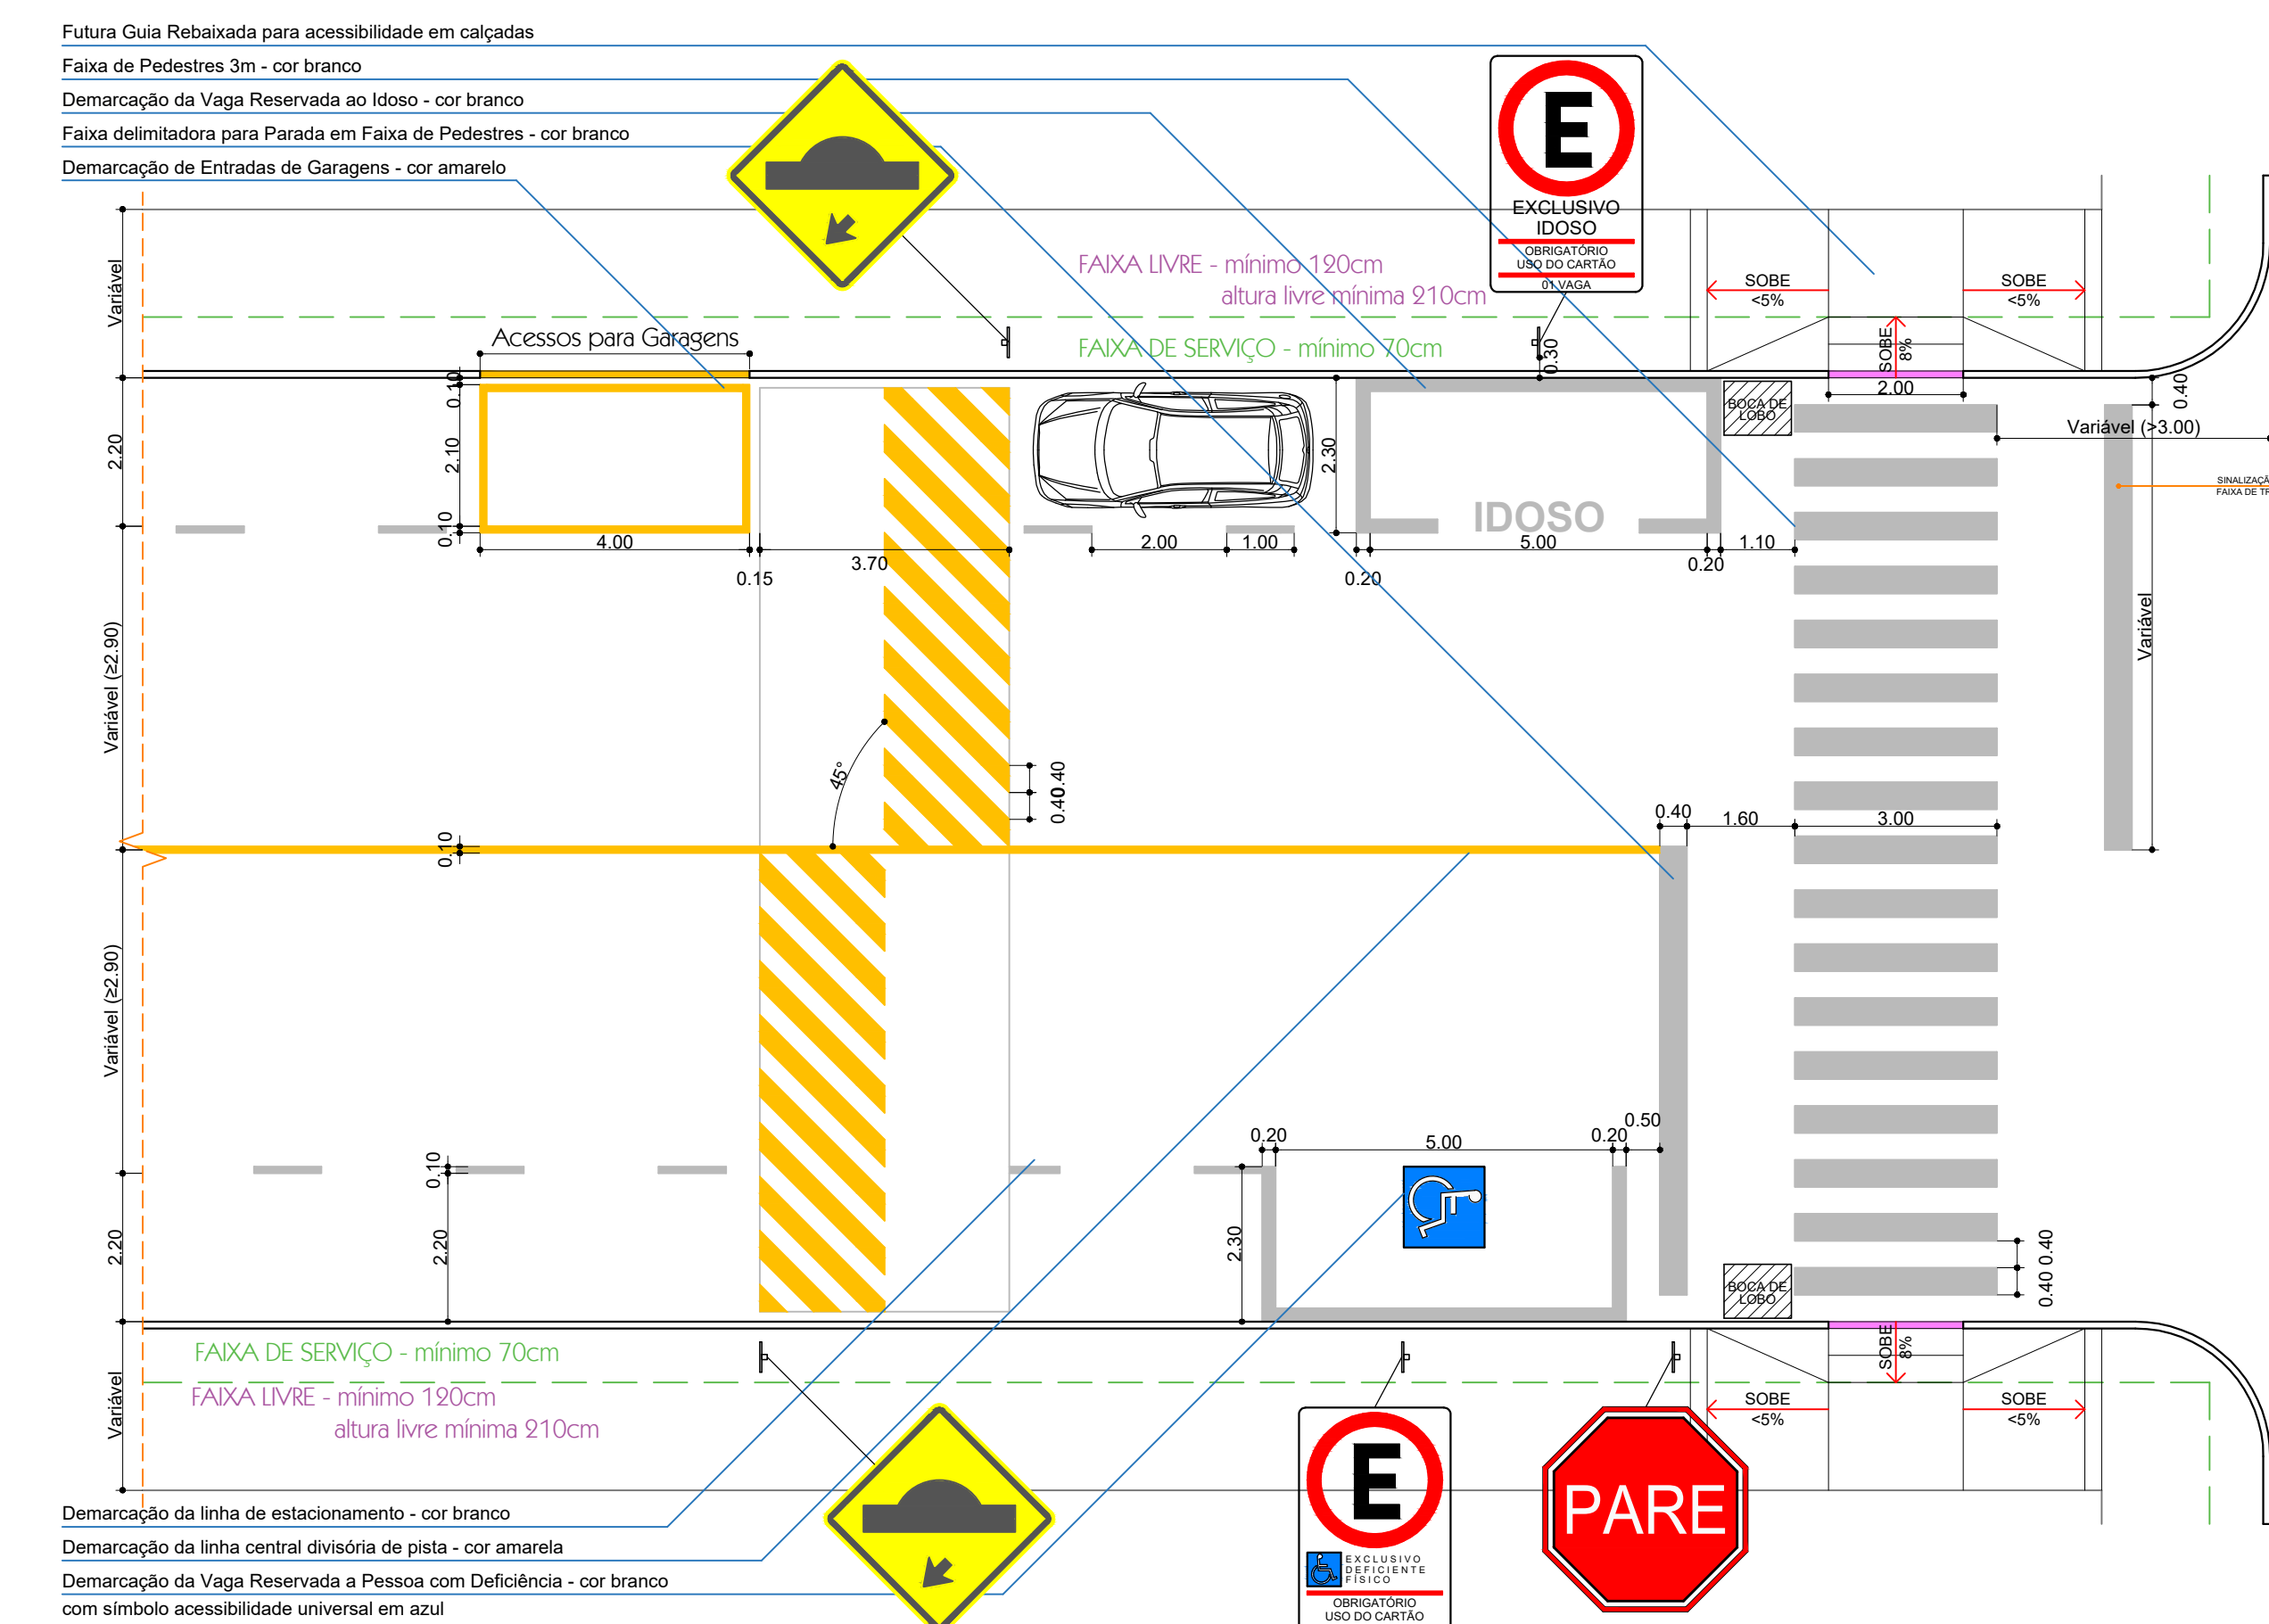 Futura Guia Rebaixada para acessibilidade em calçadas
Faixa de Pedestres 3m - cor branco
Demarcação da Vaga Reservada ao Idoso - cor branco
Faixa delimitadora para Parada em Faixa de Pedestres - cor branco
Demarcação de Entradas de Garagens - cor amarelo
E
EXCLUSIVO
IDOSO
OBRIGATÓRIO
USO DO CARTÃO
01 VAGA
FAIXA LIVRE - mínimo 120cm
altura livre mínima 210cm
FAIXA DE SERVIÇO - mínimo 70cm
Variável
Acessos para Garagens
0.30
SOBE
<5%
SOBE
8%
SOBE
<5%
2.00
0.40
Variável (>3.00)
BOCA DE
LOBO
0.10
2.10
0.10
2.20
2.30
IDOSO
4.00
0.15
3.70
2.00
1.00
0.20
5.00
0.20
1.10
SINALIZAÇÃ
FAIXA DE TR
Variável
Variável (≥2.90)
45°
0.40
0.40
0.10
0.40
1.60
3.00
Variável (≥2.90)
0.20
5.00
0.20
0.50
0.10
2.20
2.20
2.30
0.40
0.40
BOCA DE
LOBO
FAIXA DE SERVIÇO - mínimo 70cm
FAIXA LIVRE - mínimo 120cm
altura livre mínima 210cm
Variável
SOBE
8%
SOBE
<5%
SOBE
<5%
E
EXCLUSIVO
DEFICIENTE
FÍSICO
OBRIGATÓRIO
USO DO CARTÃO
PARE
Demarcação da linha de estacionamento - cor branco
Demarcação da linha central divisória de pista - cor amarela
Demarcação da Vaga Reservada a Pessoa com Deficiência - cor branco
com símbolo acessibilidade universal em azul